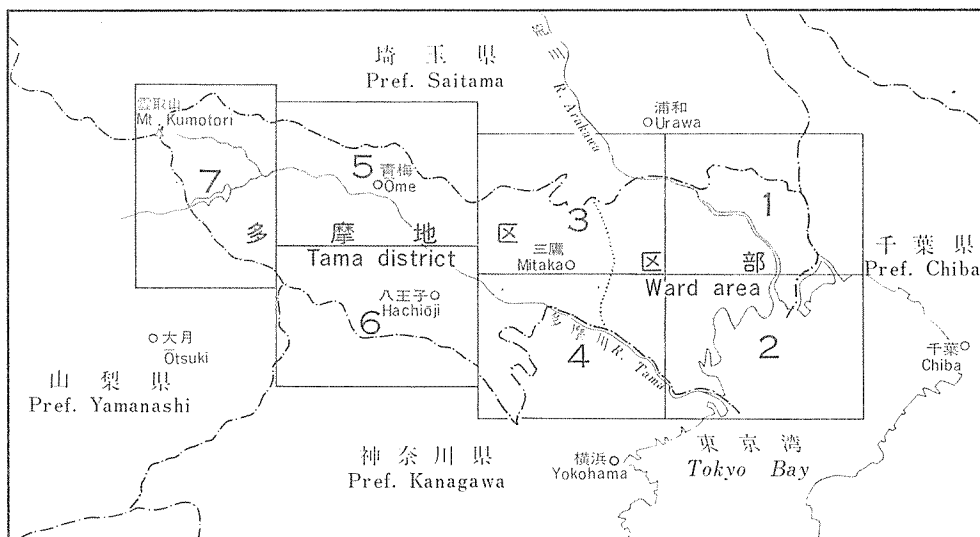 埼玉県
Pref. Saitama
荒川
R. Arakawa
浦和
Urawa
雲取山
Mt. Kumotori
5
青梅
Ome
7
3
1
多摩地区
Tama district
三鷹
Mitaka
区部
Ward area
千葉県
Pref. Chiba
八王子
Hachiōji
6
大月
Ōtsuki
4
多摩川 R. Tama
2
千葉
Chiba
山梨県
Pref. Yamanashi
神奈川県
Pref. Kanagawa
横浜
Yokohama
東京湾
Tokyo Bay